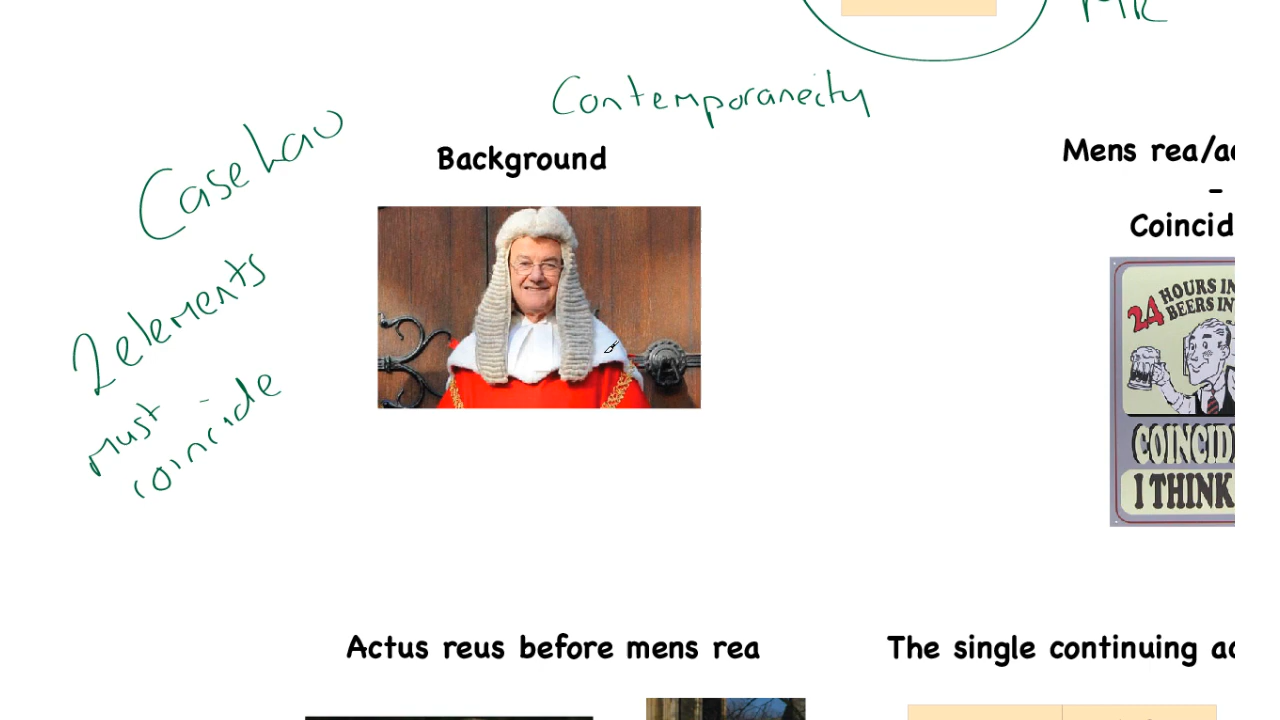 MR
Contemporaneity
Case Law
Background
Mens rea/ac
-
Coincid
2 elements
must
coincide
24 HOURS IN
BEERS IN
COINCID
I THINK
Actus reus before mens rea
The single continuing ac